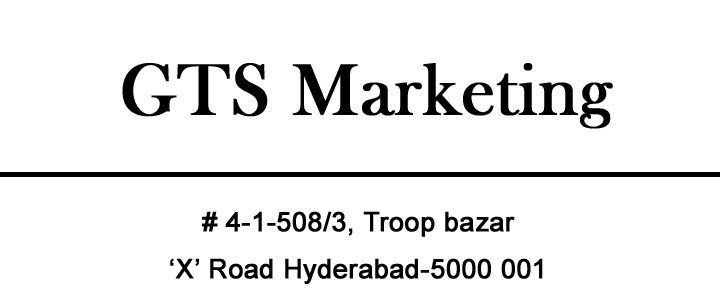 GTS Marketing
# 4-1-508/3, Troop bazar
‘X’ Road Hyderabad-5000 001